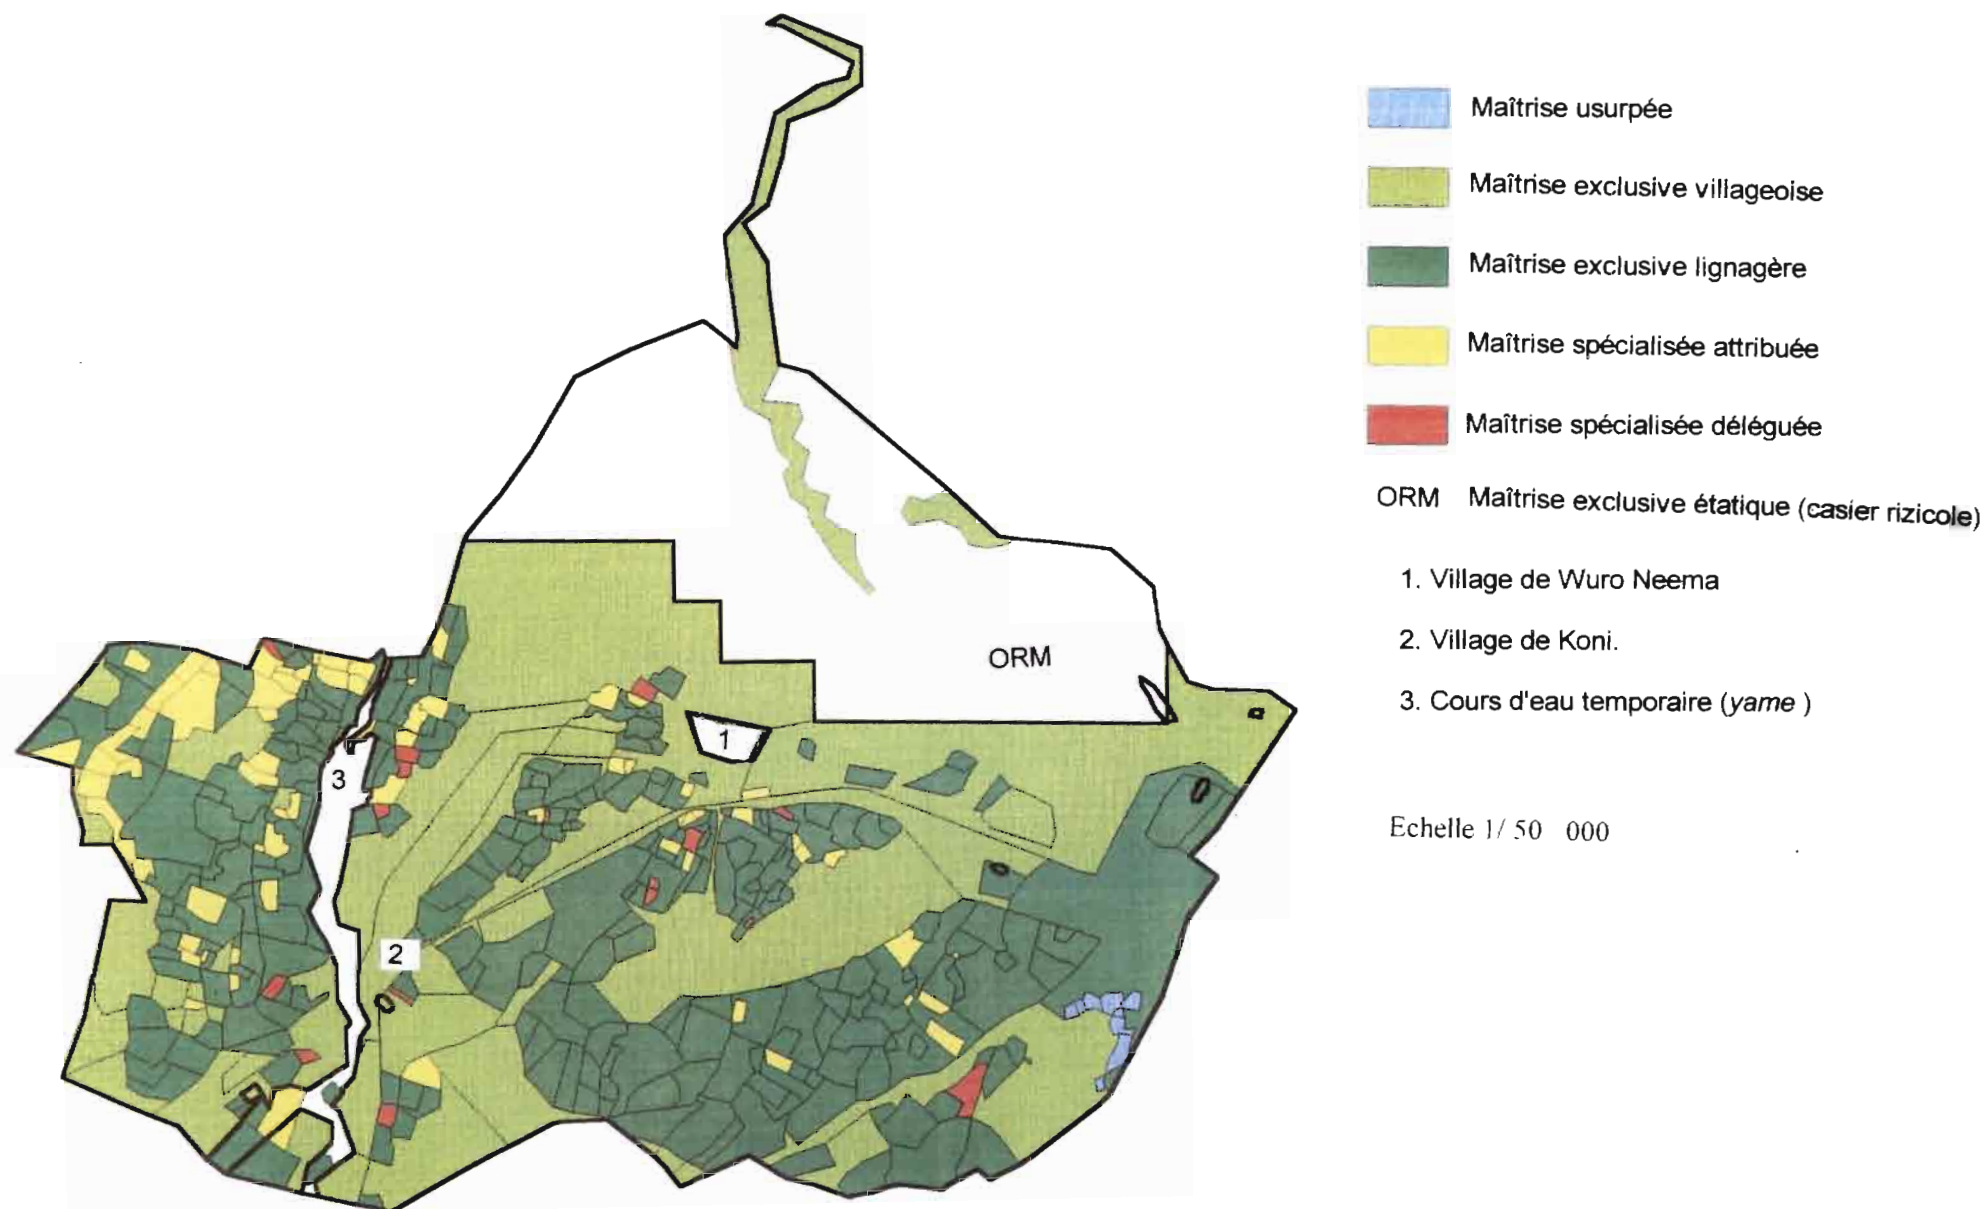 Maîtrise usurpée
Maîtrise exclusive villageoise
Maîtrise exclusive lignagère
Maîtrise spécialisée attribuée
Maîtrise spécialisée déléguée
ORM Maîtrise exclusive étatique (casier rizicole)
1. Village de Wuro Neema
2. Village de Koni.
3. Cours d'eau temporaire (yame )
Echelle 1/ 50 000
ORM
1
3
2